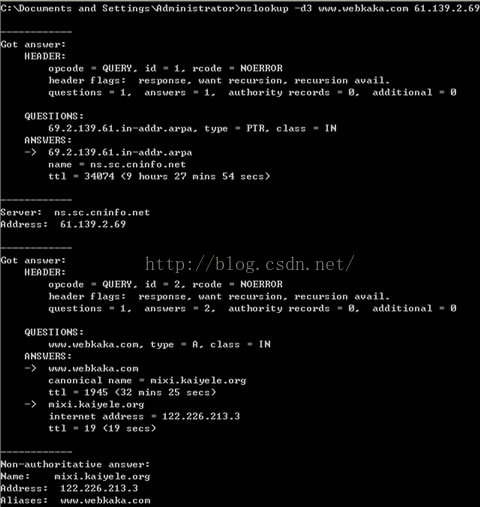 C:\Documents and Settings\Administrator>nslookup -d3 www.webkaka.com 61.139.2.69
------------
Got answer:
HEADER:
opcode = QUERY, id = 1, rcode = NOERROR
header flags:  response, want recursion, recursion avail.
questions = 1,  answers = 1,  authority records = 0,  additional = 0
QUESTIONS:
69.2.139.61.in-addr.arpa, type = PTR, class = IN
ANSWERS:
->  69.2.139.61.in-addr.arpa
name = ns.sc.cninfo.net
ttl = 34074 (9 hours 27 mins 54 secs)
------------
Server:  ns.sc.cninfo.net
Address:  61.139.2.69
------------
http://blog.csdn.net/
Got answer:
HEADER:
opcode = QUERY, id = 2, rcode = NOERROR
header flags:  response, want recursion, recursion avail.
questions = 1,  answers = 2,  authority records = 0,  additional = 0
QUESTIONS:
www.webkaka.com, type = A, class = IN
ANSWERS:
->  www.webkaka.com
canonical name = mixi.kaiyele.org
ttl = 1945 (32 mins 25 secs)
->  mixi.kaiyele.org
internet address = 122.226.213.3
ttl = 19 (19 secs)
------------
Non-authoritative answer:
Name:    mixi.kaiyele.org
Address:  122.226.213.3
Aliases:  www.webkaka.com